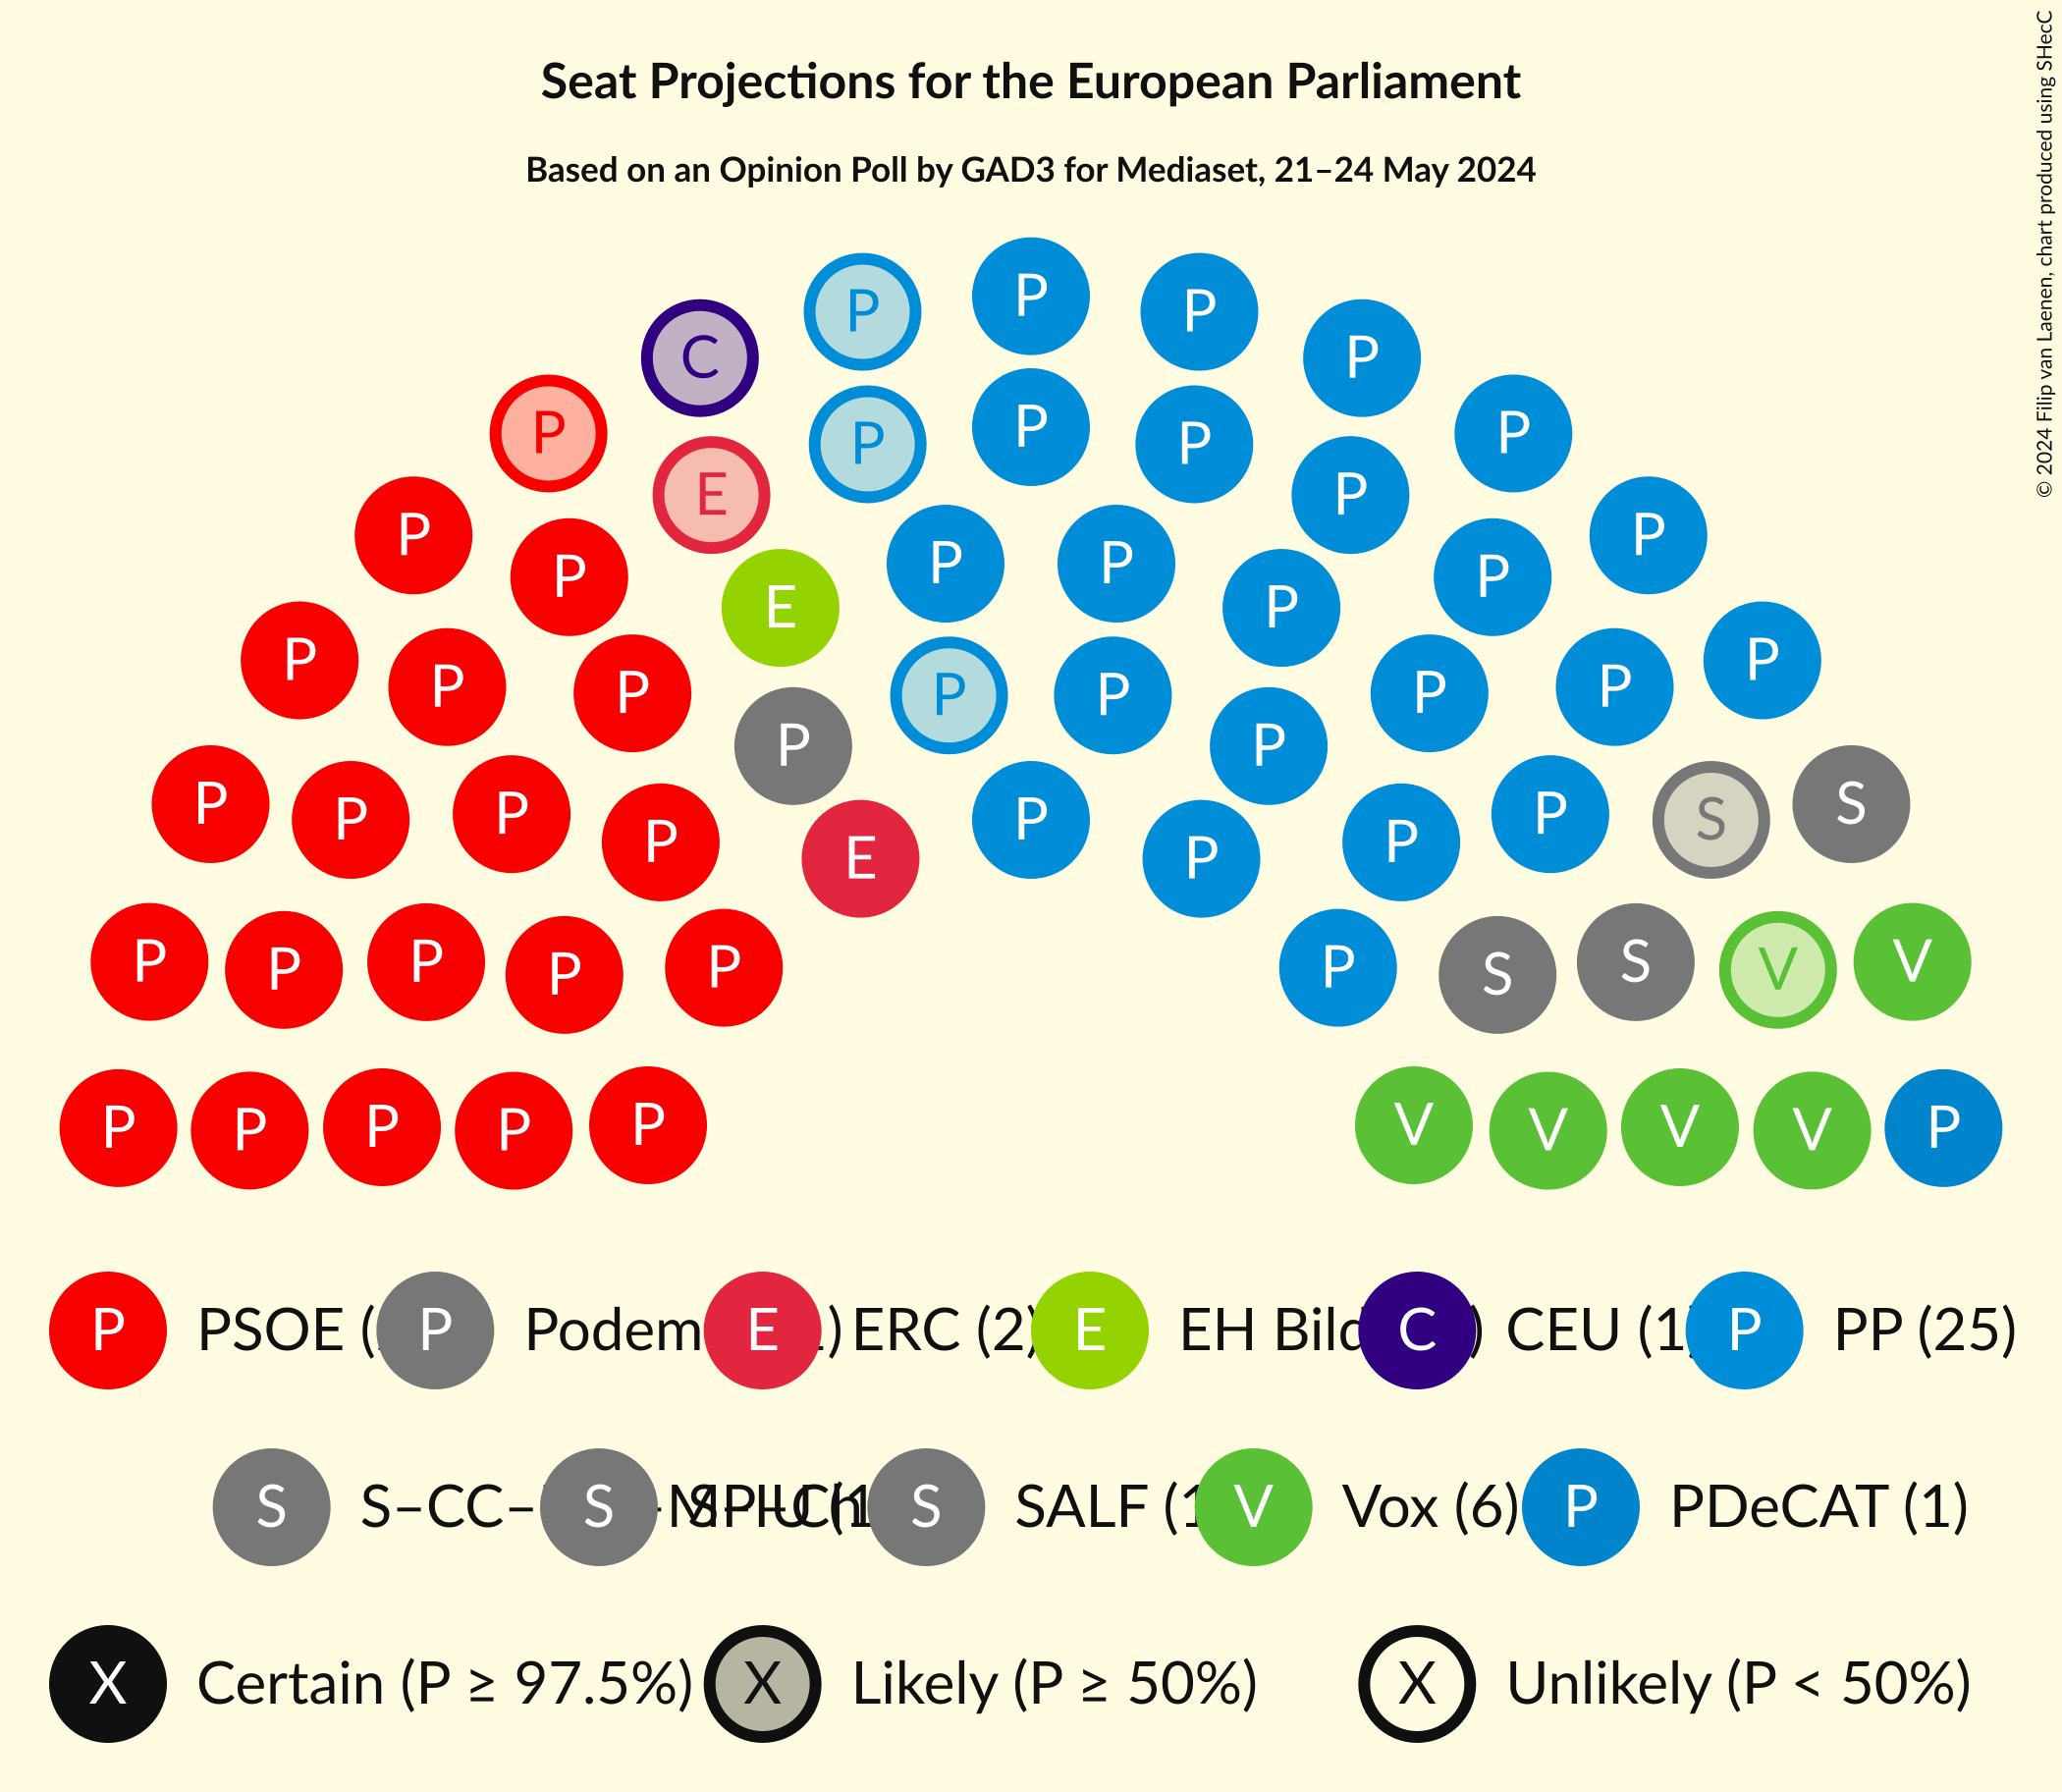 Seat Projections for the European Parliament
Based on an Opinion Poll by GAD3 for Mediaset, 21–24 May 2024
© 2024 Filip van Laenen, chart produced using SHecC
P P P
C P P
P P P
P E P P
P P E P P
P P P P P P P
P P P P P P P
P P P P P P P
P P P P P S S
P P P E P P
P P P P P P S S V V
P P P P P V V V V P
P PSOE ( P Podem ) E ERC (2) E EH Bild ) C CEU (1 P PP (25)
S S–CC– S S SALF (1 V Vox (6) P PDeCAT (1)
X Certain (P ≥ 97.5%) X Likely (P ≥ 50%) X Unlikely (P < 50%)